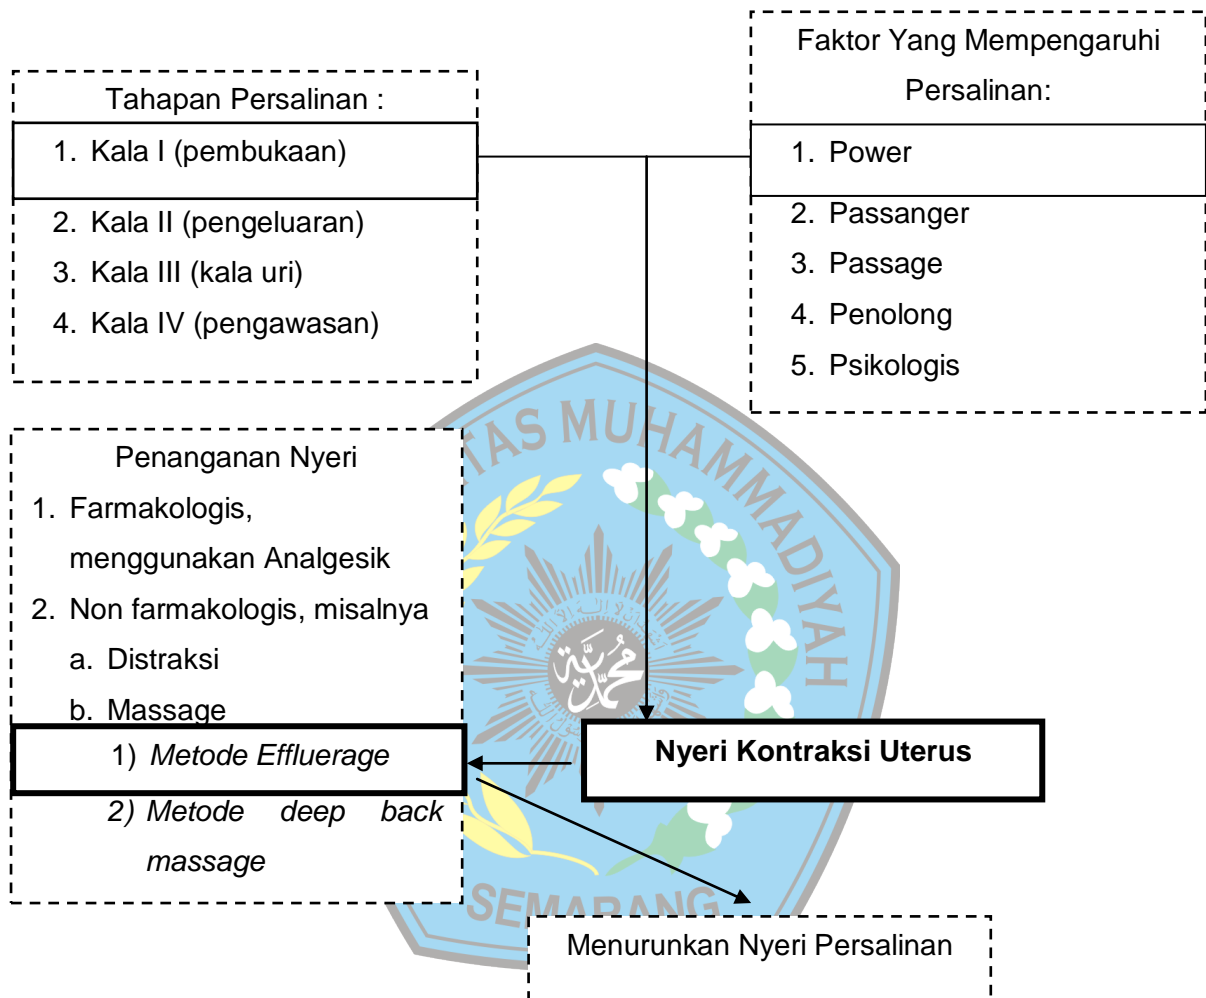 Faktor Yang Mempengaruhi
Persalinan:
1. Power
2. Passanger
3. Passage
4. Penolong
5. Psikologis
Tahapan Persalinan :
1. Kala I (pembukaan)
2. Kala II (pengeluaran)
3. Kala III (kala uri)
4. Kala IV (pengawasan)
Penanganan Nyeri
1. Farmakologis,
menggunakan Analgesik
2. Non farmakologis, misalnya
a. Distraksi
b. Massage
1) Metode Effluerage
2) Metode deep back
massage
Nyeri Kontraksi Uterus
Menurunkan Nyeri Persalinan
TAS MUHAMMADIYAH
SEMARANG